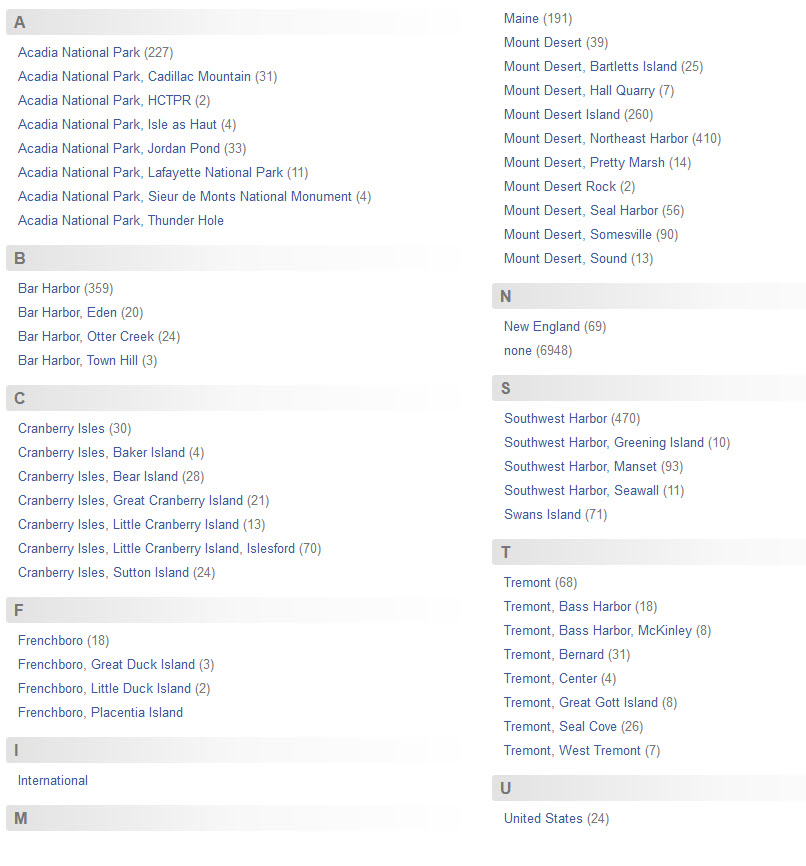 A
Acadia National Park (227)
Acadia National Park, Cadillac Mountain (31)
Acadia National Park, HCTPR (2)
Acadia National Park, Isle as Haut (4)
Acadia National Park, Jordan Pond (33)
Acadia National Park, Lafayette National Park (11)
Acadia National Park, Sieur de Monts National Monument (4)
Acadia National Park, Thunder Hole
B
Bar Harbor (359)
Bar Harbor, Eden (20)
Bar Harbor, Otter Creek (24)
Bar Harbor, Town Hill (3)
C
Cranberry Isles (30)
Cranberry Isles, Baker Island (4)
Cranberry Isles, Bear Island (28)
Cranberry Isles, Great Cranberry Island (21)
Cranberry Isles, Little Cranberry Island (13)
Cranberry Isles, Little Cranberry Island, Islesford (70)
Cranberry Isles, Sutton Island (24)
F
Frenchboro (18)
Frenchboro, Great Duck Island (3)
Frenchboro, Little Duck Island (2)
Frenchboro, Placentia Island
I
International
M
Maine (191)
Mount Desert (39)
Mount Desert, Bartletts Island (25)
Mount Desert, Hall Quarry (7)
Mount Desert Island (260)
Mount Desert, Northeast Harbor (410)
Mount Desert, Pretty Marsh (14)
Mount Desert Rock (2)
Mount Desert, Seal Harbor (56)
Mount Desert, Somesville (90)
Mount Desert, Sound (13)
N
New England (69)
none (6948)
S
Southwest Harbor (470)
Southwest Harbor, Greening Island (10)
Southwest Harbor, Manset (93)
Southwest Harbor, Seawall (11)
Swans Island (71)
T
Tremont (68)
Tremont, Bass Harbor (18)
Tremont, Bass Harbor, McKinley (8)
Tremont, Bernard (31)
Tremont, Center (4)
Tremont, Great Gott Island (8)
Tremont, Seal Cove (26)
Tremont, West Tremont (7)
U
United States (24)